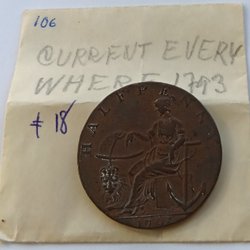 106
CURRENT EVERY
WHERE 1793
£ 18
HALFPENNY